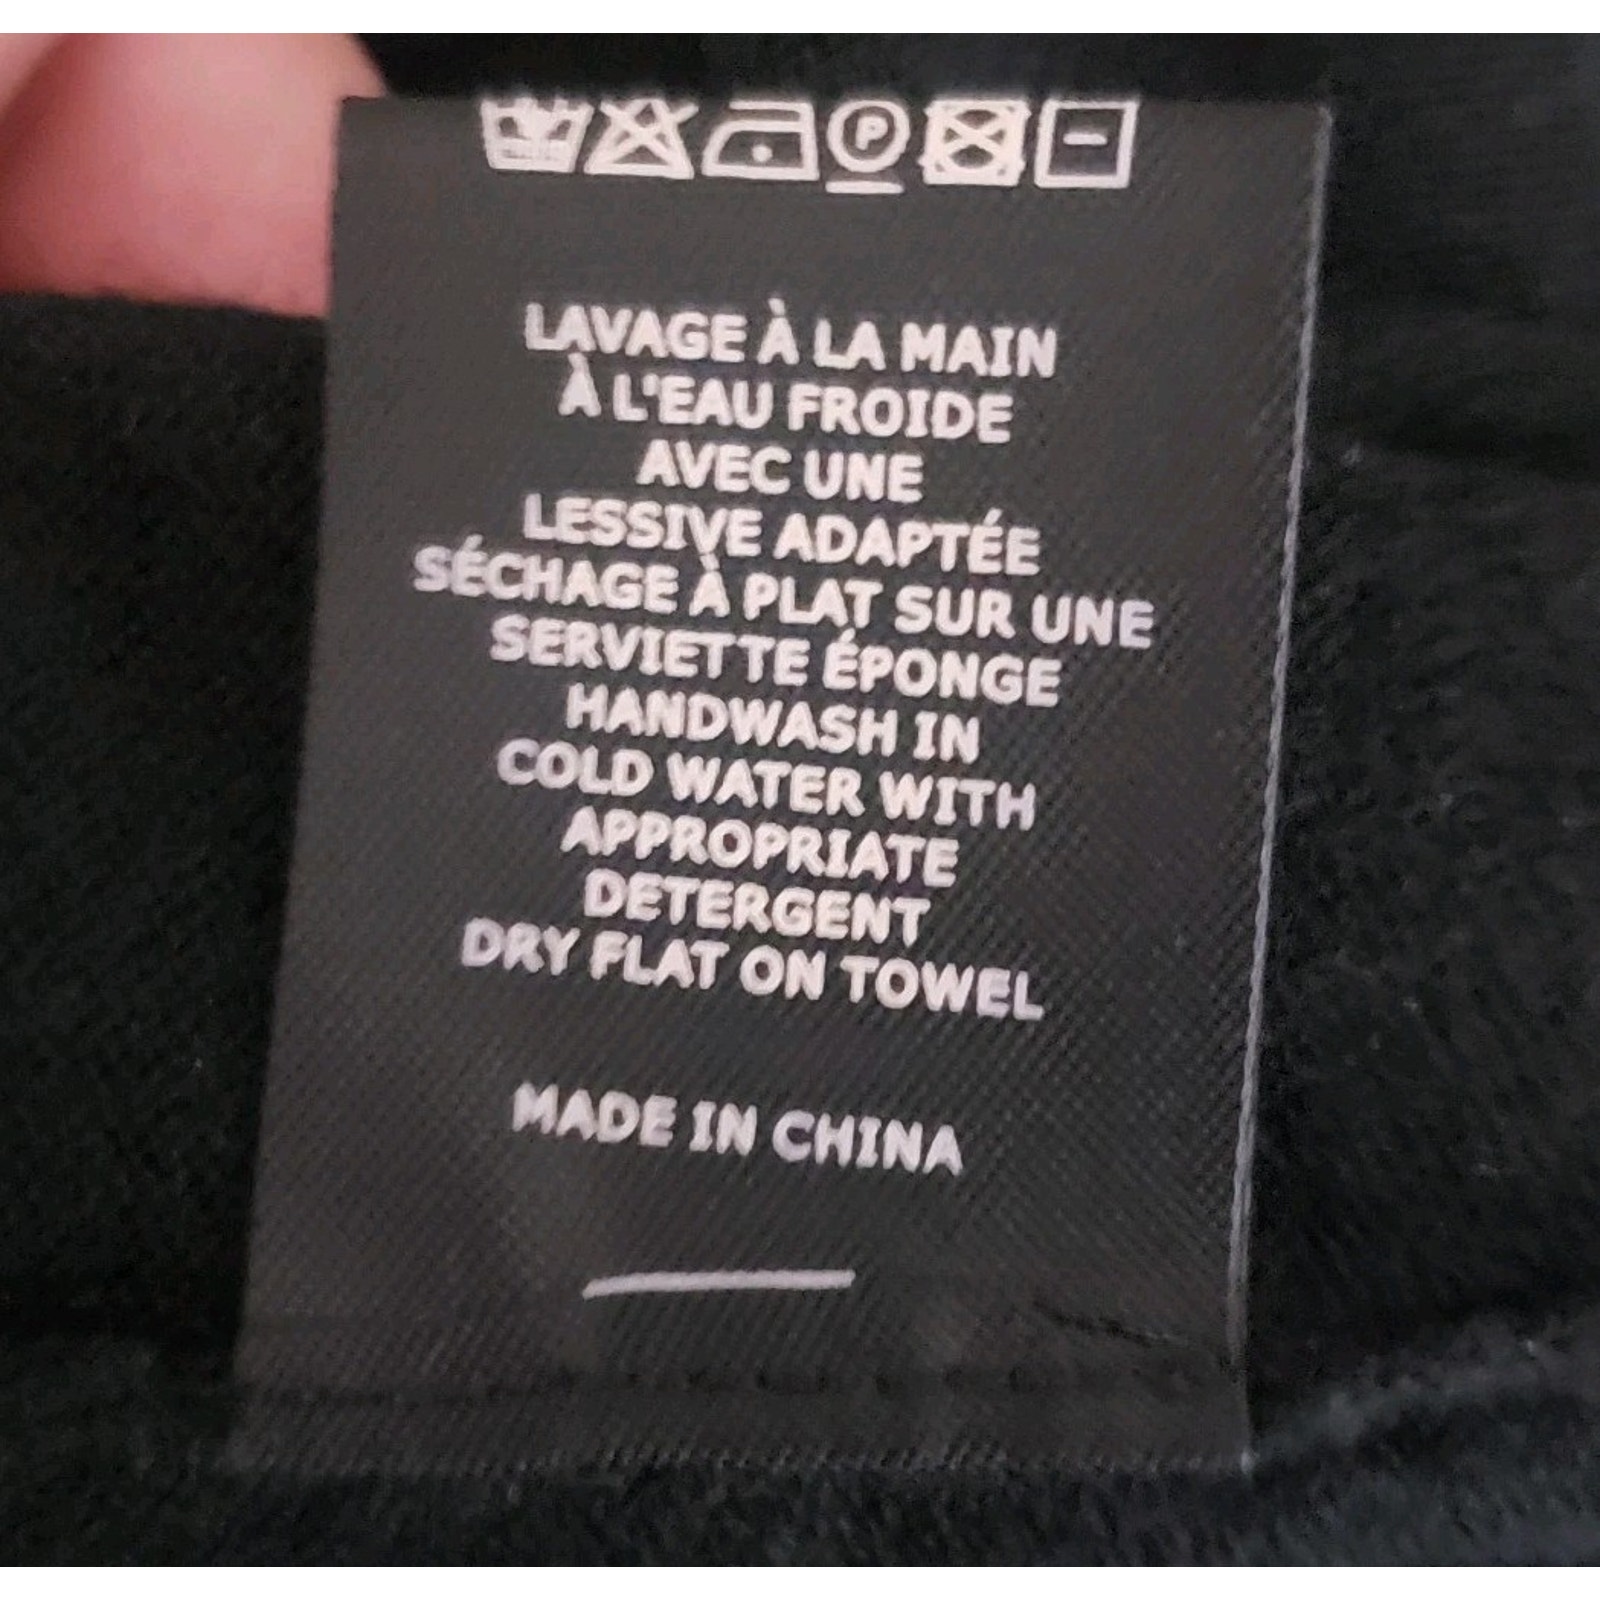 P
LAVAGE À LA MAIN
À L'EAU FROIDE
AVEC UNE
LESSIVE ADAPTÉE
SÉCHAGE À PLAT SUR UNE
SERVIETTE ÉPONGE
HANDWASH IN
COLD WATER WITH
APPROPRIATE
DETERGENT
DRY FLAT ON TOWEL
MADE IN CHINA